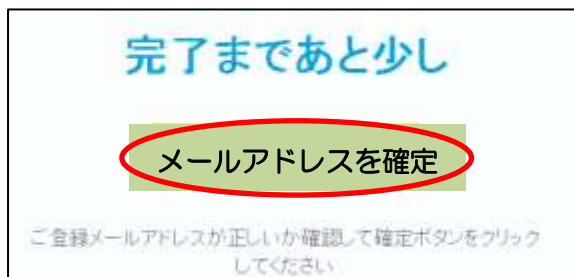 完了まであと少し
メールアドレスを確定
ご登録メールアドレスが正しいか確認して確定ボタンをクリック
してください